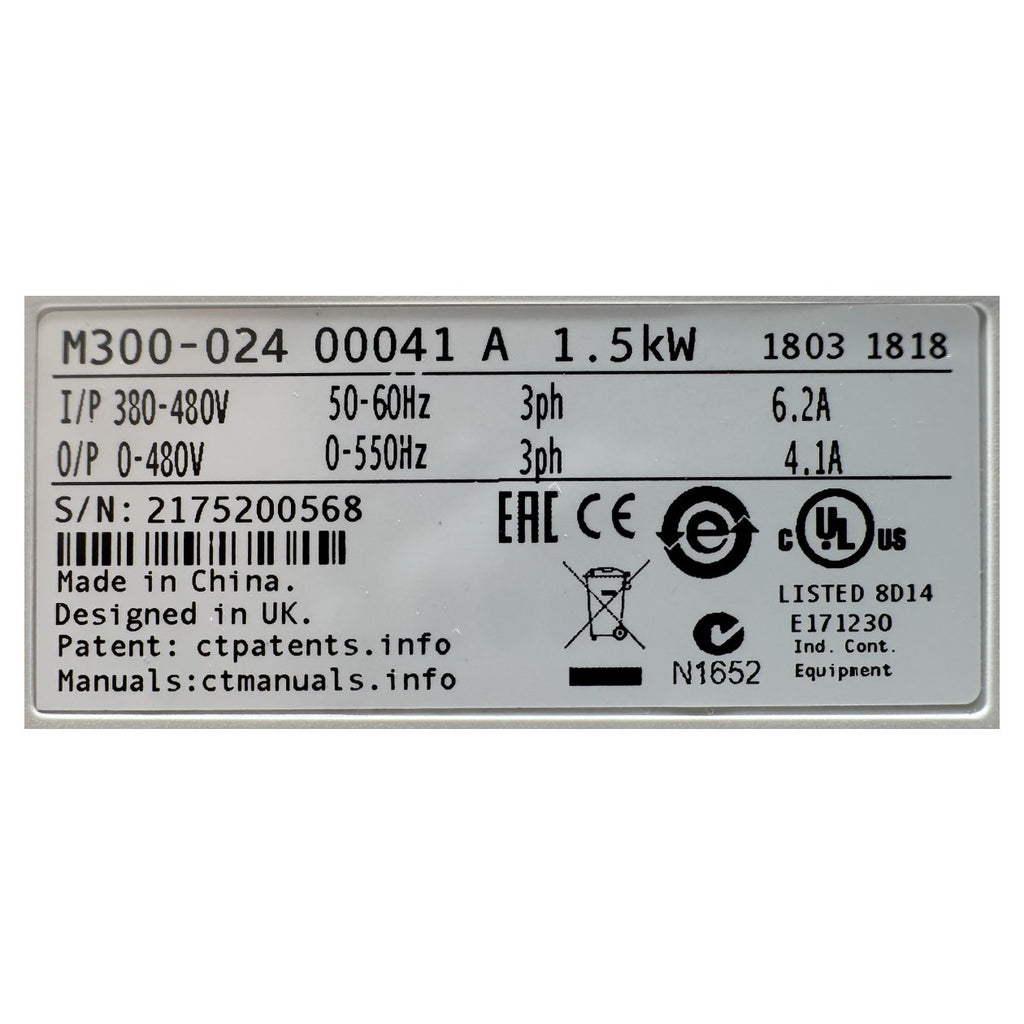 M300-024 00041 A 1.5kW 1803 1818
I/P 380-480V 50-60Hz 3ph 6.2A
O/P 0-480V 0-550Hz 3ph 4.1A
S/N: 2175200568
EAC CE e c UL us
Made in China.
Designed in UK.
Patent: ctpatents.info
Manuals:ctmanuals.info
N1652
LISTED 8D14
E171230
Ind. Cont.
Equipment